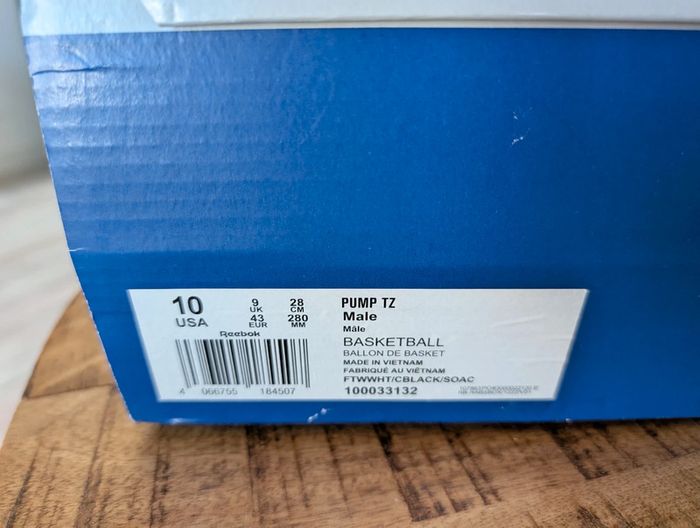 10 9 28
USA UK CM
43 280
EUR MM
Reebok
4 066755 184507
PUMP TZ
Male
Mâle
BASKETBALL
BALLON DE BASKET
MADE IN VIETNAM
FABRIQUÉ AU VIÊTNAM
FTWWHT/CBLACK/SOAC
100033132